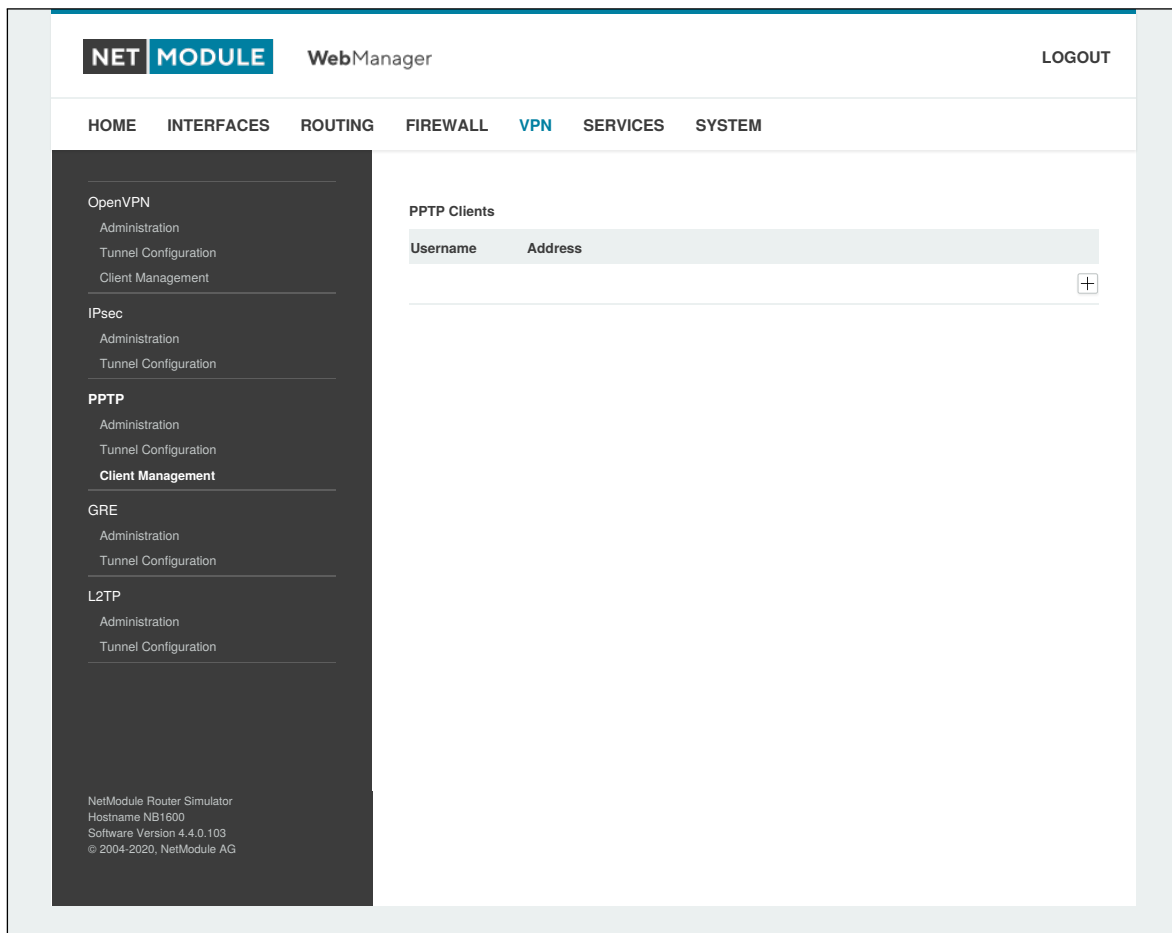 NET MODULE WebManager LOGOUT
HOME INTERFACES ROUTING FIREWALL VPN SERVICES SYSTEM
OpenVPN
Administration
Tunnel Configuration
Client Management
IPsec
Administration
Tunnel Configuration
PPTP
Administration
Tunnel Configuration
Client Management
GRE
Administration
Tunnel Configuration
L2TP
Administration
Tunnel Configuration
NetModule Router Simulator
Hostname NB1600
Software Version 4.4.0.103
© 2004-2020, NetModule AG
PPTP Clients
Username Address